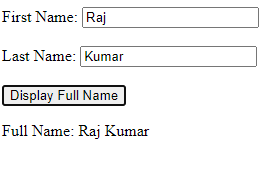 First Name: Raj
Last Name: Kumar
Display Full Name
Full Name: Raj Kumar